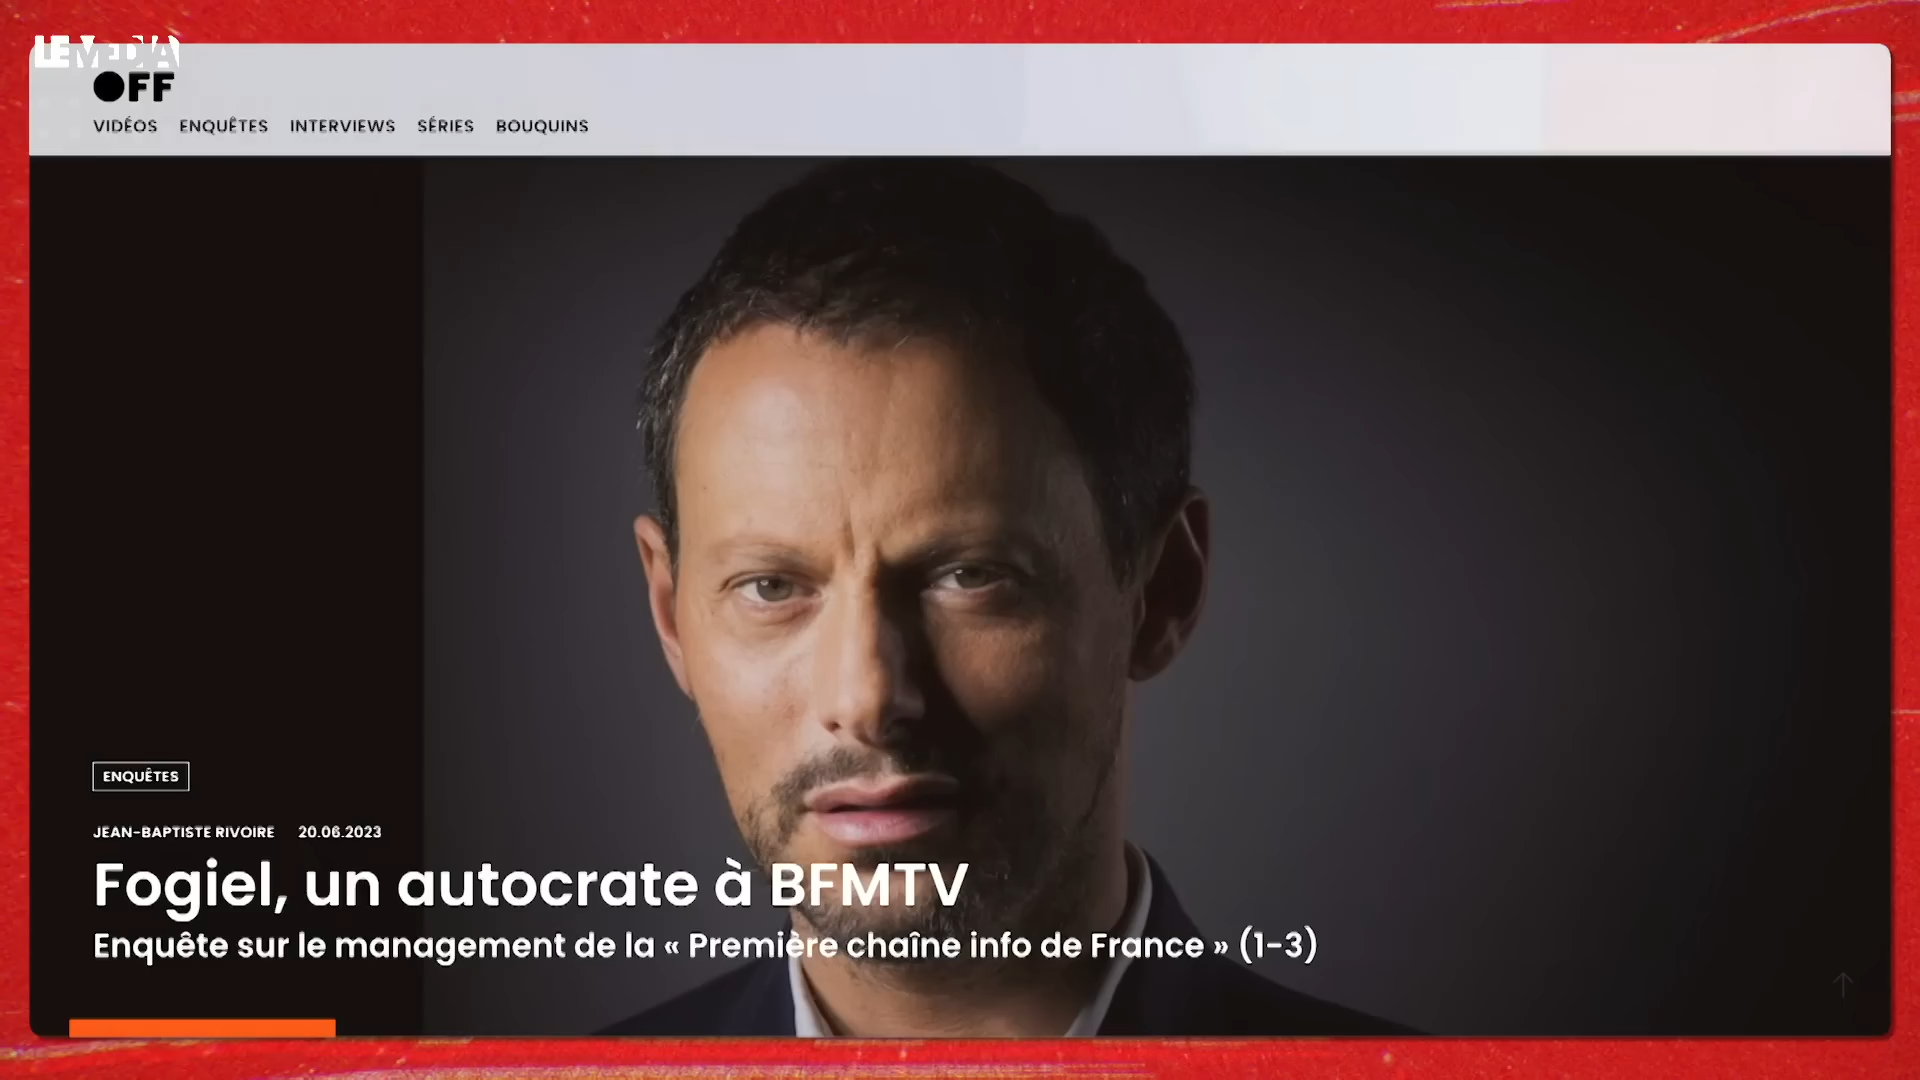 LE MÉDIA
OFF
VIDÉOS ENQUÊTES INTERVIEWS SÉRIES BOUQUINS
ENQUÊTES
JEAN-BAPTISTE RIVOIRE 20.06.2023
Fogiel, un autocrate à BFMTV
Enquête sur le management de la « Première chaîne info de France » (1-3)